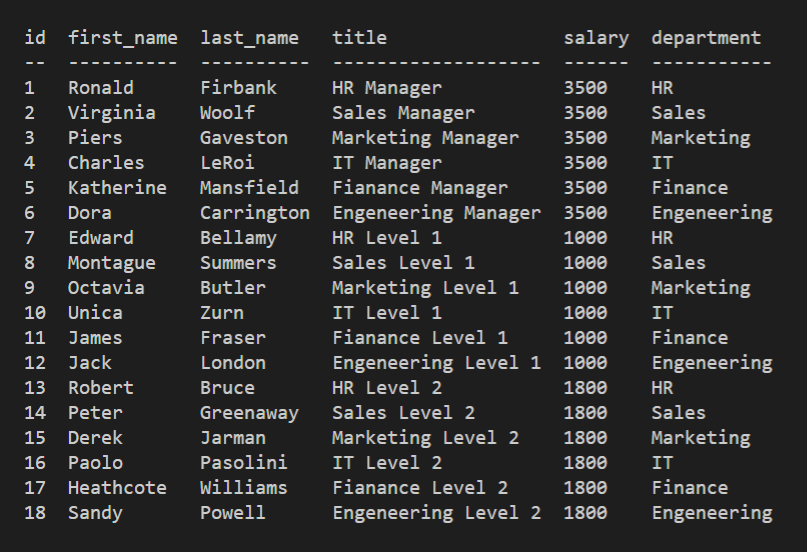 id  first_name  last_name   title                salary  department
--  ----------  ----------  -------------------  ------  -----------
1   Ronald      Firbank     HR Manager           3500    HR
2   Virginia    Woolf       Sales Manager        3500    Sales
3   Piers       Gaveston    Marketing Manager    3500    Marketing
4   Charles     LeRoi       IT Manager           3500    IT
5   Katherine   Mansfield   Fianance Manager     3500    Finance
6   Dora        Carrington  Engeneering Manager  3500    Engeneering
7   Edward      Bellamy     HR Level 1           1000    HR
8   Montague    Summers     Sales Level 1        1000    Sales
9   Octavia     Butler      Marketing Level 1    1000    Marketing
10  Unica       Zurn        IT Level 1           1000    IT
11  James       Fraser      Fianance Level 1     1000    Finance
12  Jack        London      Engeneering Level 1  1000    Engeneering
13  Robert      Bruce       HR Level 2           1800    HR
14  Peter       Greenaway   Sales Level 2        1800    Sales
15  Derek       Jarman      Marketing Level 2    1800    Marketing
16  Paolo       Pasolini    IT Level 2           1800    IT
17  Heathcote   Williams    Fianance Level 2     1800    Finance
18  Sandy       Powell      Engeneering Level 2  1800    Engeneering